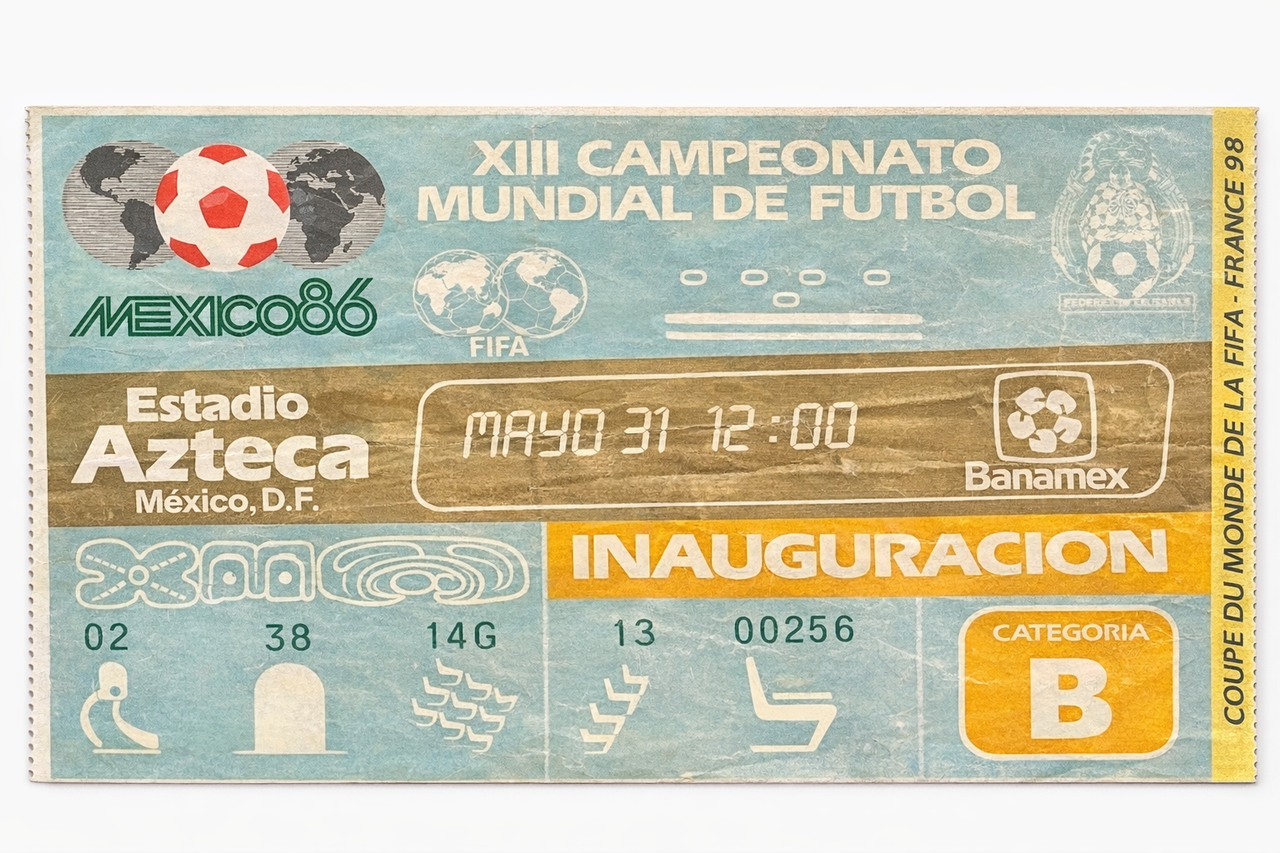 XIII CAMPEONATO
MUNDIAL DE FUTBOL
MEXICO86
FIFA
Estadio
Azteca
México, D.F.
MAYO 31 12:00
Banamex
INAUGURACION
02 38 14G 13 00256
CATEGORIA
B
COUPE DU MONDE DE LA FIFA - FRANCE 98